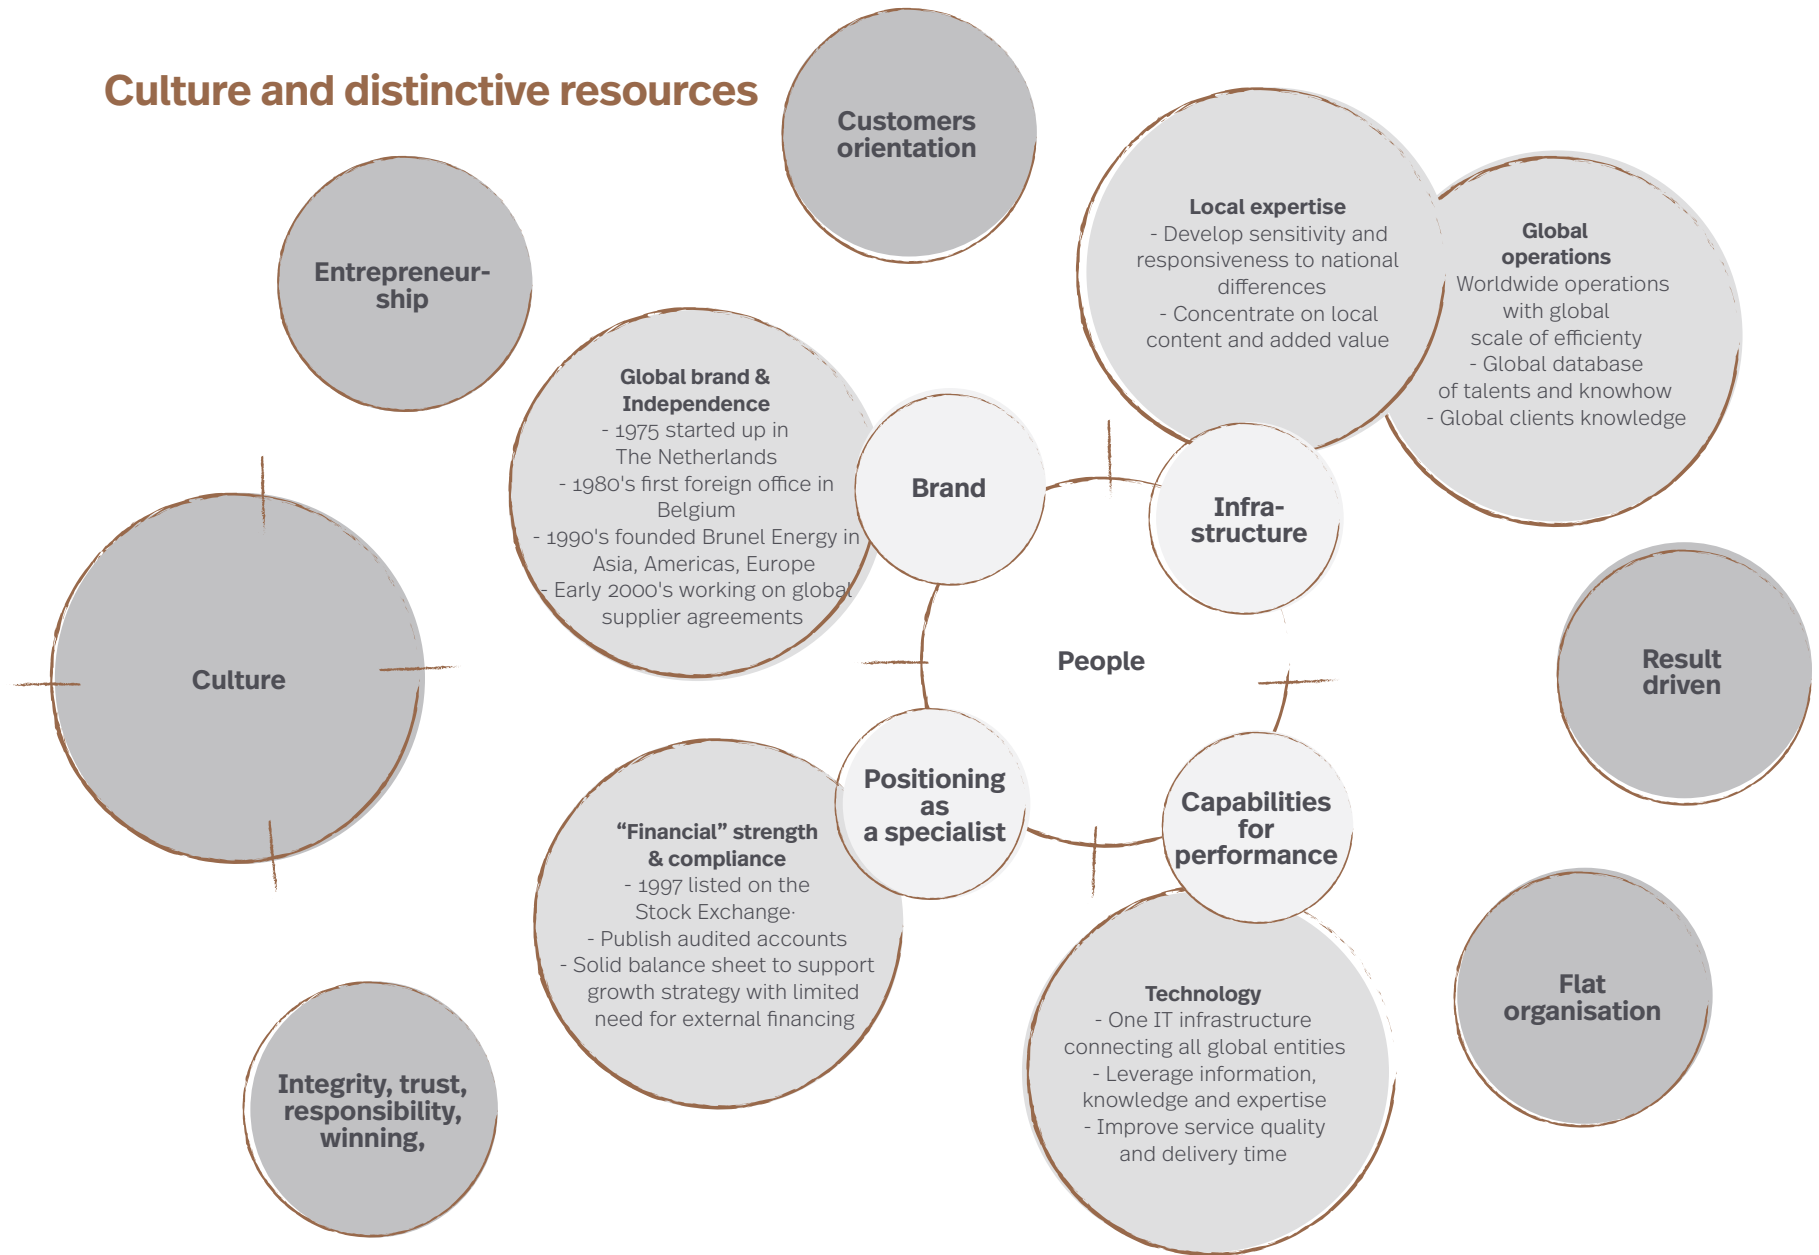 Culture and distinctive resources
Customers
orientation
Entrepreneur-
ship
Local expertise
- Develop sensitivity and
responsiveness to national
differences
- Concentrate on local
content and added value
Global
operations
Worldwide operations
with global
scale of efficienty
- Global database
of talents and knowhow
- Global clients knowledge
Global brand &
Independence
- 1975 started up in
The Netherlands
- 1980's first foreign office in
Belgium
- 1990's founded Brunel Energy in
Asia, Americas, Europe
- Early 2000's working on global
supplier agreements
Brand
Infra-
structure
Culture
People
Result
driven
Positioning
as
a specialist
Capabilities
for
performance
“Financial” strength
& compliance
- 1997 listed on the
Stock Exchange·
- Publish audited accounts
- Solid balance sheet to support
growth strategy with limited
need for external financing
Technology
- One IT infrastructure
connecting all global entities
- Leverage information,
knowledge and expertise
- Improve service quality
and delivery time
Flat
organisation
Integrity, trust,
responsibility,
winning,